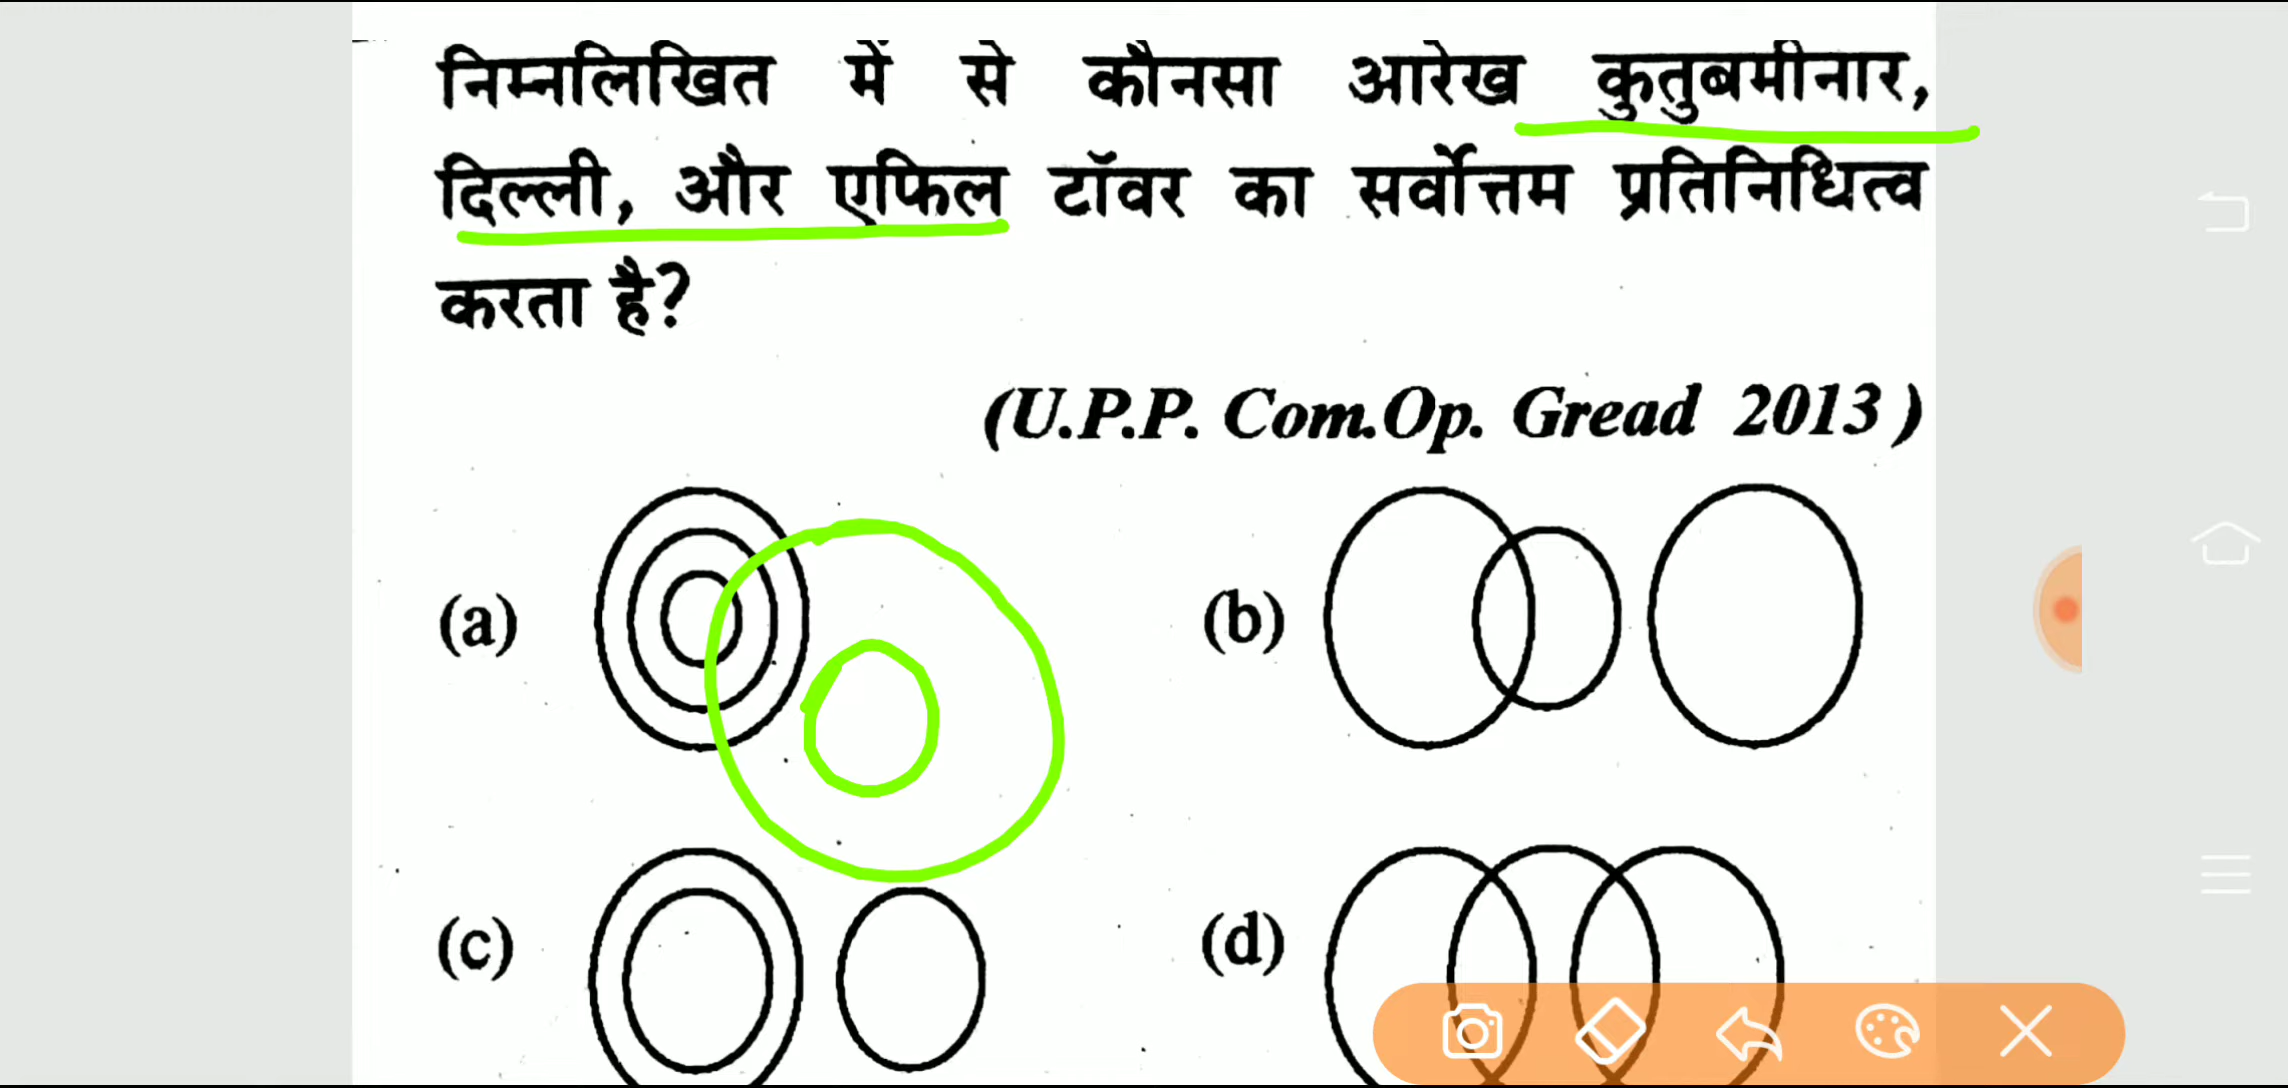 निम्नलिखित में से कौनसा आरेख कुतुबमीनार,
दिल्ली, और एफिल टॉवर का सर्वोत्तम प्रतिनिधित्व
करता है?
(U.P.P. Com.Op. Gread 2013)
(a)
(b)
(c)
(d)